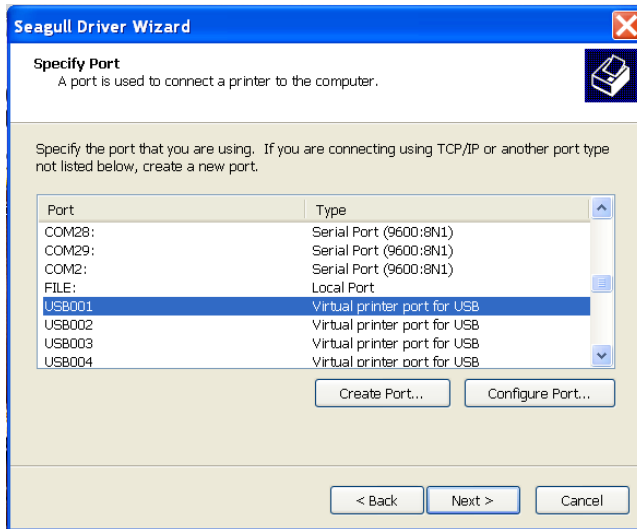 Seagull Driver Wizard
Specify Port
A port is used to connect a printer to the computer.
Specify the port that you are using. If you are connecting using TCP/IP or another port type
not listed below, create a new port.
Port Type
COM28: Serial Port (9600:8N1)
COM29: Serial Port (9600:8N1)
COM2: Serial Port (9600:8N1)
FILE: Local Port
USB001 Virtual printer port for USB
USB002 Virtual printer port for USB
USB003 Virtual printer port for USB
USB004 Virtual printer port for USB
Create Port... Configure Port...
< Back Next > Cancel